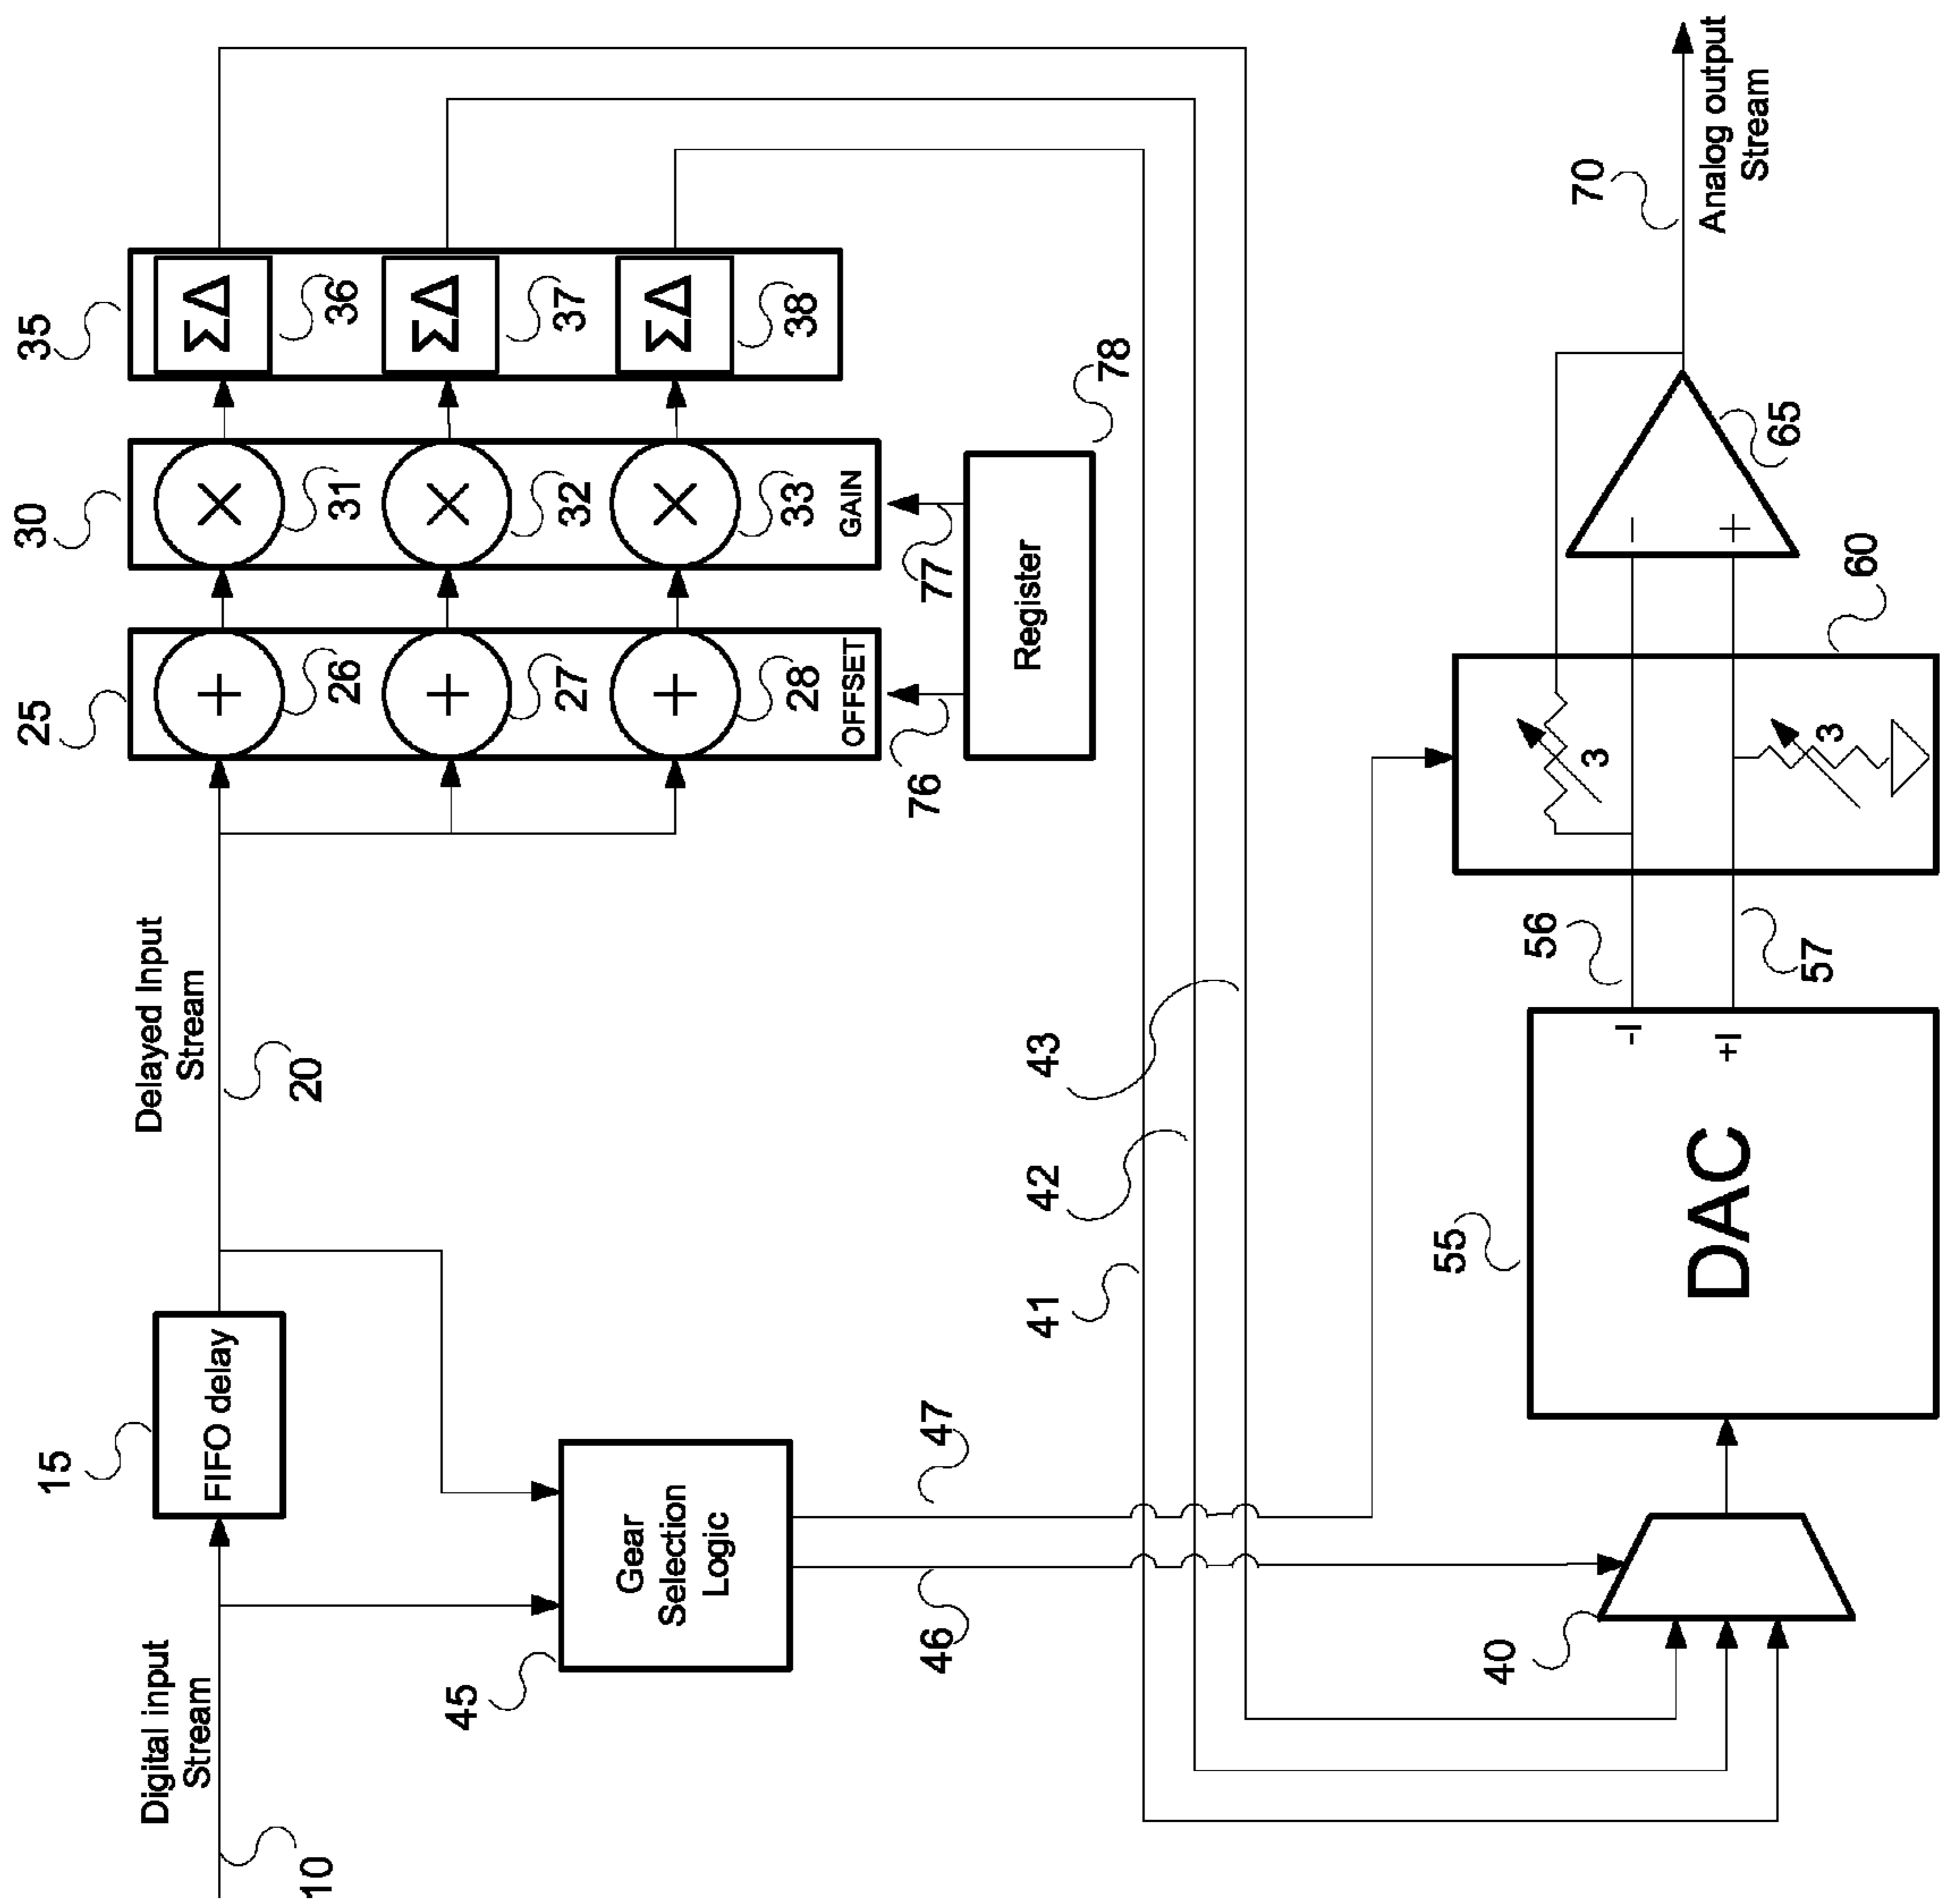 Digital input
Stream
10
15
FIFO delay
Delayed Input
Stream
20
25
+
26
+
27
+
28
OFFSET
30
×
31
×
32
×
33
GAIN
35
ΣΔ
36
ΣΔ
37
ΣΔ
38
76
77
Register
78
45
Gear
Selection
Logic
46
47
41
42
43
40
55
DAC
-I
+I
56
57
3
3
60
−
+
65
70
Analog output
Stream